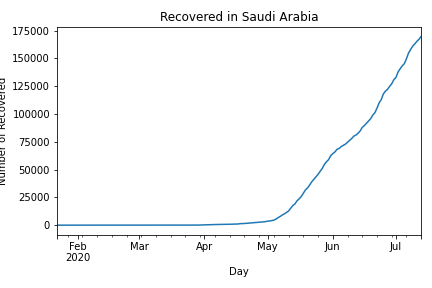 Recovered in Saudi Arabia
175000
150000
125000
100000
75000
50000
25000
0
Number of Recovered
Feb
2020
Mar
Apr
May
Jun
Jul
Day